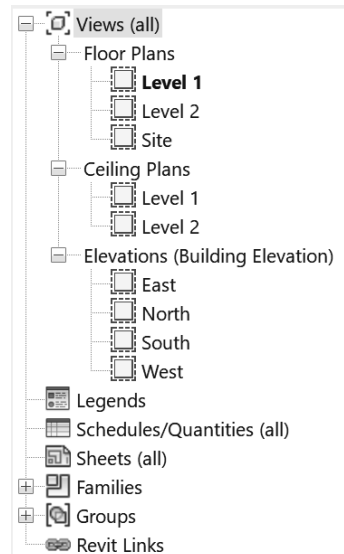 Views (all)
Floor Plans
Level 1
Level 2
Site
Ceiling Plans
Level 1
Level 2
Elevations (Building Elevation)
East
North
South
West
Legends
Schedules/Quantities (all)
Sheets (all)
Families
Groups
Revit Links